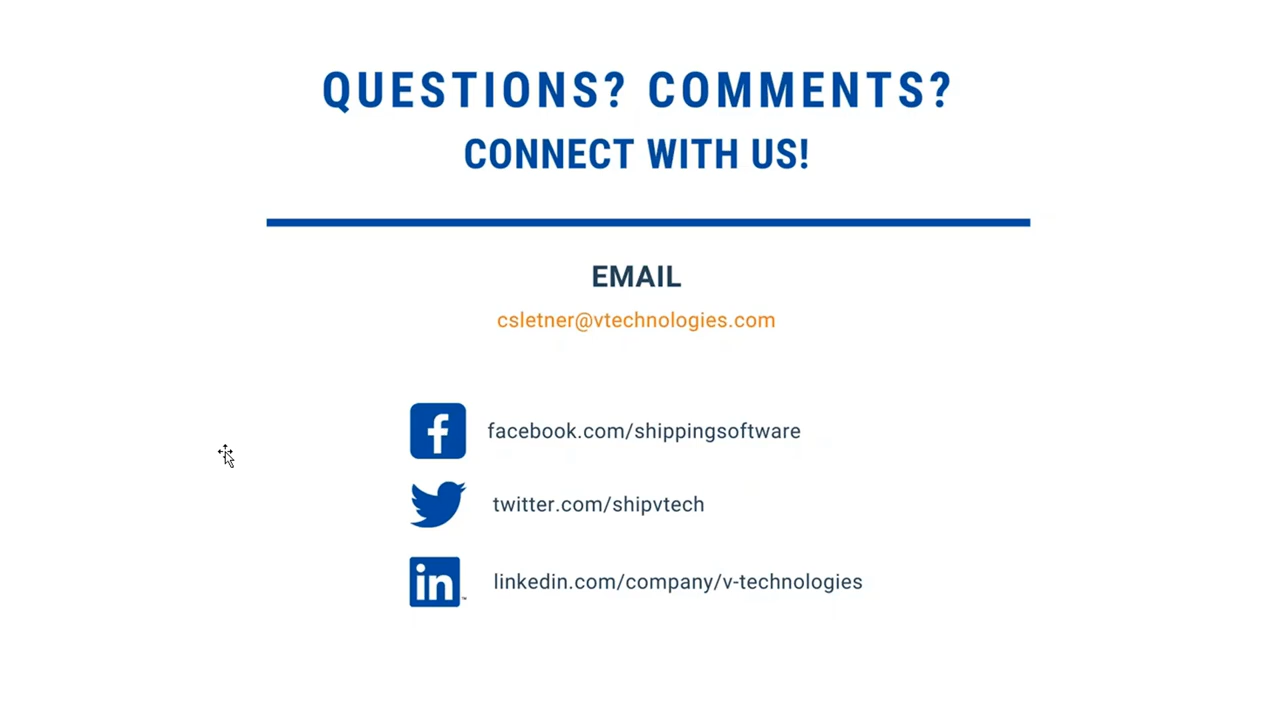 QUESTIONS? COMMENTS?
CONNECT WITH US!
EMAIL
csletner@vtechnologies.com
facebook.com/shippingsoftware
twitter.com/shipvtech
in™ linkedin.com/company/v-technologies